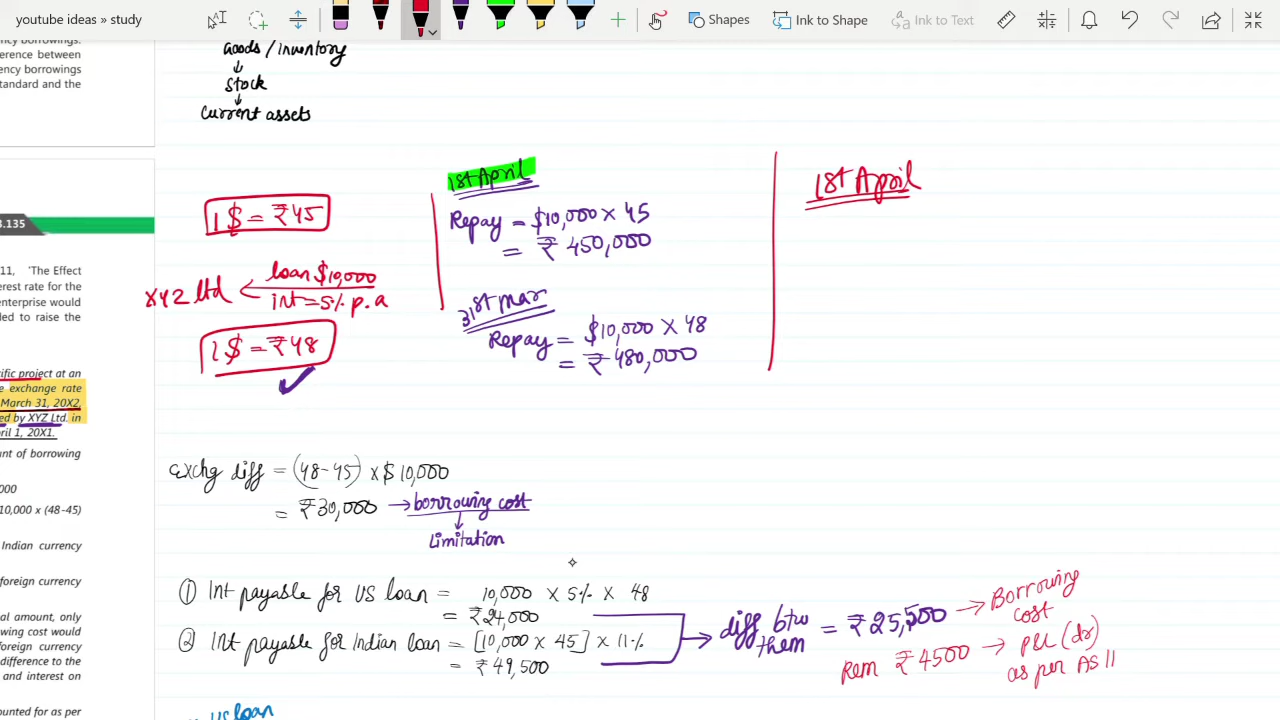 youtube ideas » study
Shapes
Ink to Shape
Ink to Text
ncy borrowings.
erence between
ency borrowings
standard and the
goods / inventory
Stock
Current assets
3.135
11, 'The Effect
erest rate for the
enterprise would
ded to raise the
cific project at an
e exchange rate
March 31, 20X2,
ed by XYZ Ltd. in
pril 1, 20X1.
unt of borrowing
000
10,000 x (48-45)
Indian currency
foreign currency
al amount, only
wing cost would
foreign currency
difference to the
and interest on
ounted for as per
1$ = ₹45
XYZ Ltd
loan $10,000
int = 5% p.a
1$ = ₹48
1st April
Repay = $10,000 × 45
= ₹ 450,000
31st mar
Repay = $10,000 × 48
= ₹ 480,000
1st April
exchg diff = (48-45) × $10,000
= ₹30,000 → borrowing cost
Limitation
① Int payable for US loan = 10,000 × 5% × 48
= ₹24,000
② Int payable for Indian loan = [10,000 × 45] × 11%
= ₹49,500
diff btw
them
= ₹25,500 → Borrowing
cost
Rem ₹4500 → P&L (dr)
as per AS 11
US loan